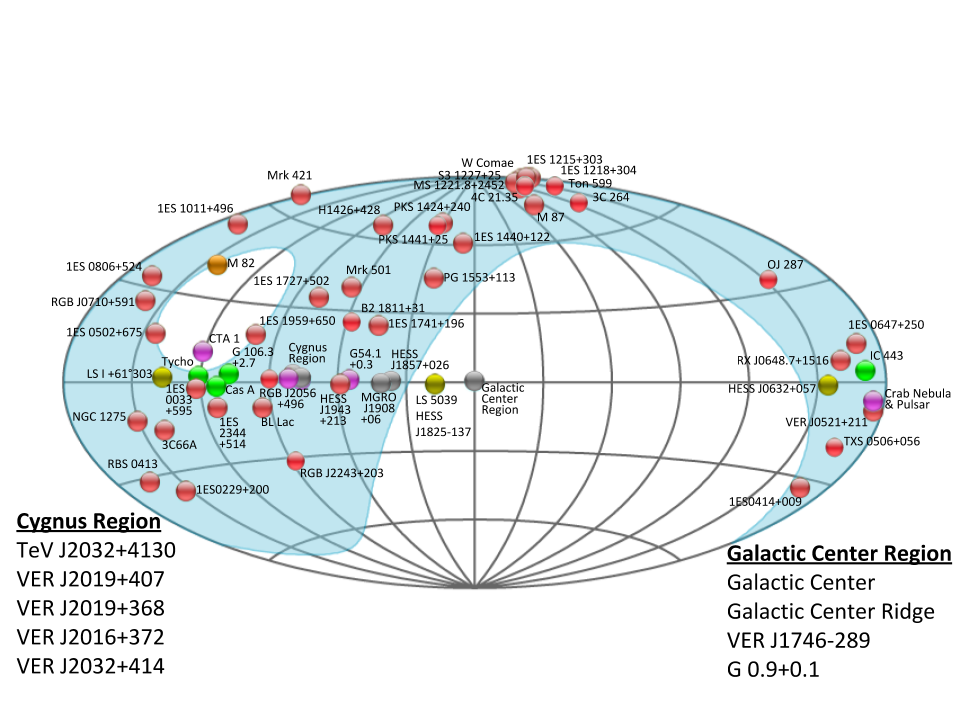 W Comae
1ES 1215+303
S3 1227+25
1ES 1218+304
MS 1221.8+2452
Ton 599
4C 21.35
3C 264
M 87
Mrk 421
1ES 1011+496
H1426+428
PKS 1424+240
PKS 1441+25
1ES 1440+122
1ES 0806+524
M 82
1ES 1727+502
Mrk 501
PG 1553+113
OJ 287
RGB J0710+591
B2 1811+31
1ES 0502+675
1ES 1959+650
1ES 1741+196
1ES 0647+250
CTA 1
Tycho
G 106.3
+2.7
Cygnus
Region
G54.1
+0.3
HESS
J1857+026
RX J0648.7+1516
IC 443
LS I +61°303
1ES
0033
+595
Cas A
RGB J2056
+496
HESS
J1943
+213
MGRO
J1908
+06
LS 5039
HESS
J1825-137
Galactic
Center
Region
HESS J0632+057
Crab Nebula
& Pulsar
NGC 1275
3C66A
1ES
2344
+514
BL Lac
VER J0521+211
TXS 0506+056
RBS 0413
1ES0229+200
RGB J2243+203
1ES0414+009
Cygnus Region
TeV J2032+4130
VER J2019+407
VER J2019+368
VER J2016+372
VER J2032+414
Galactic Center Region
Galactic Center
Galactic Center Ridge
VER J1746-289
G 0.9+0.1